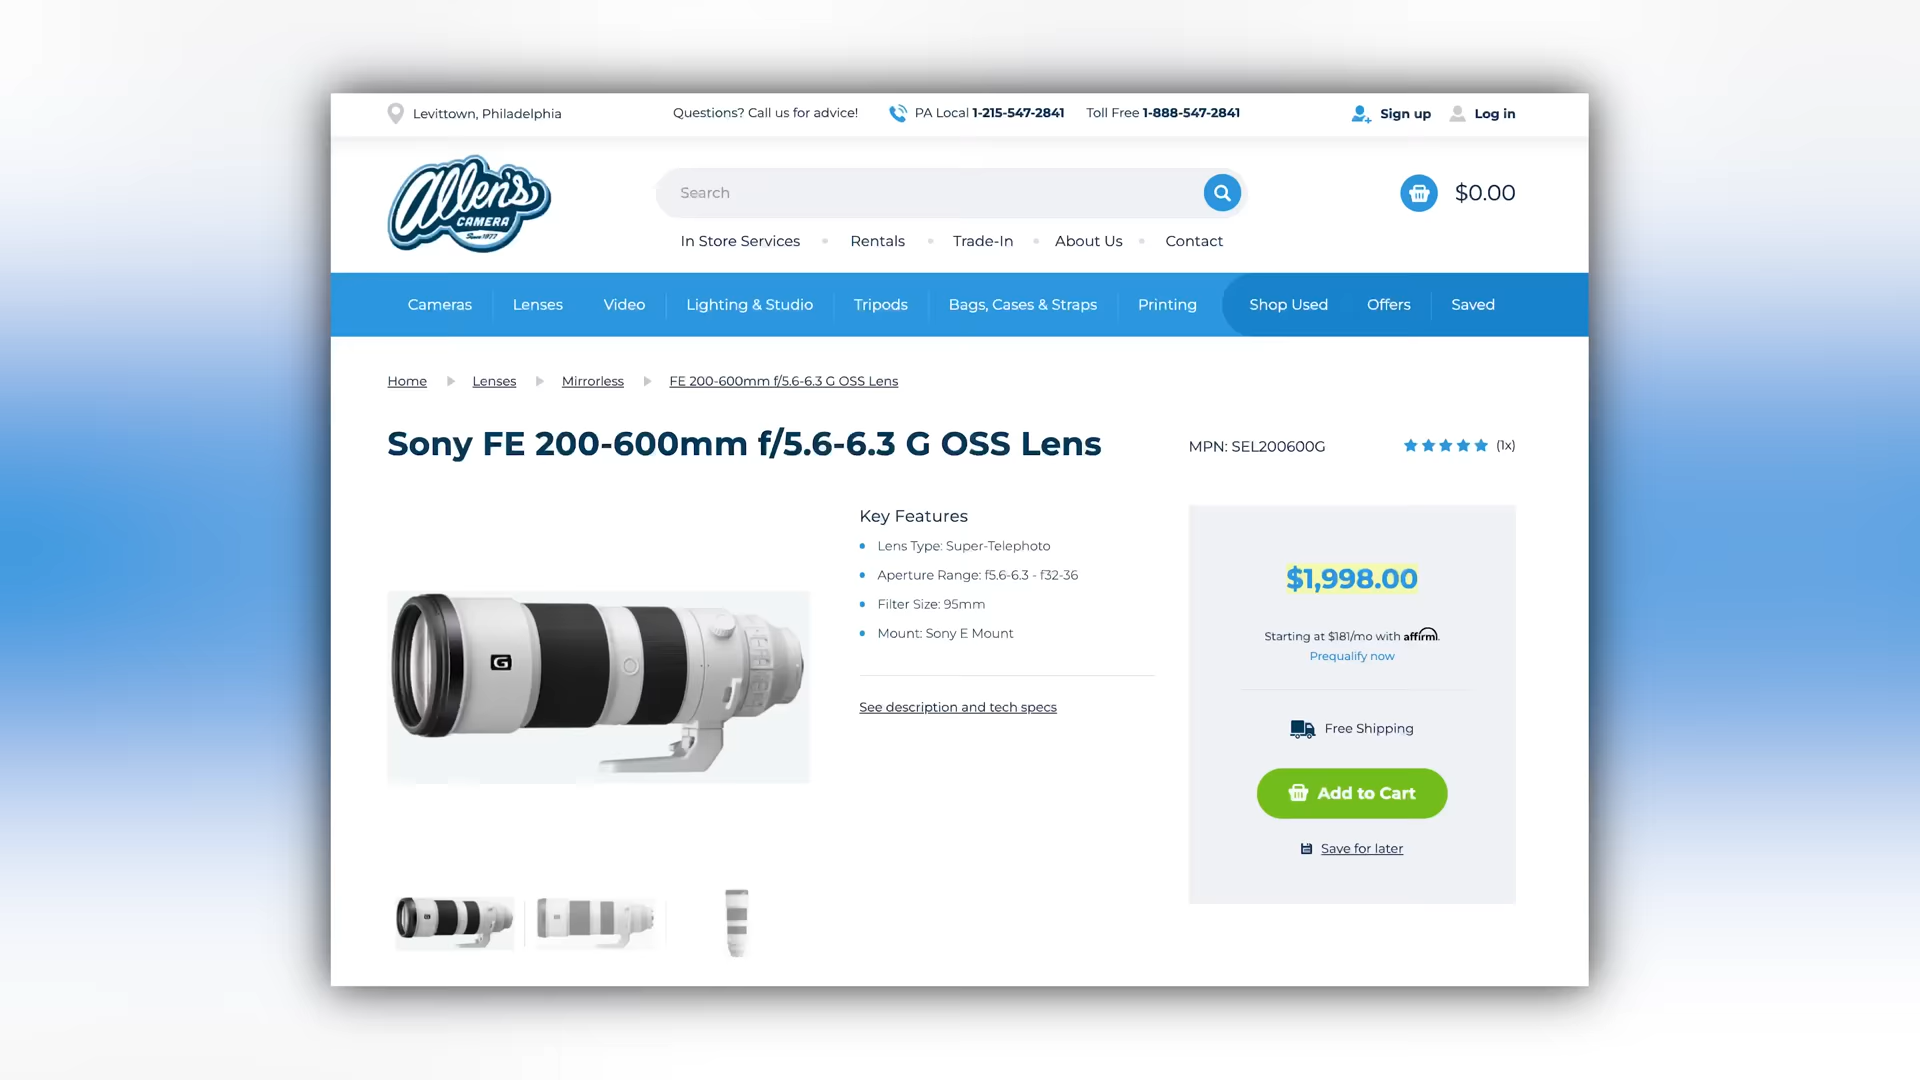 Levittown, Philadelphia
Questions? Call us for advice!
PA Local 1-215-547-2841
Toll Free 1-888-547-2841
Sign up
Log in
Allen's
CAMERA
Since 1977
Search
$0.00
In Store Services
Rentals
Trade-In
About Us
Contact
Cameras
Lenses
Video
Lighting & Studio
Tripods
Bags, Cases & Straps
Printing
Shop Used
Offers
Saved
Home
Lenses
Mirrorless
FE 200-600mm f/5.6-6.3 G OSS Lens
Sony FE 200-600mm f/5.6-6.3 G OSS Lens
MPN: SEL200600G
(1x)
Key Features
Lens Type: Super-Telephoto
Aperture Range: f5.6-6.3 - f32-36
Filter Size: 95mm
Mount: Sony E Mount
See description and tech specs
G
$1,998.00
Starting at $181/mo with affirm.
Prequalify now
Free Shipping
Add to Cart
Save for later